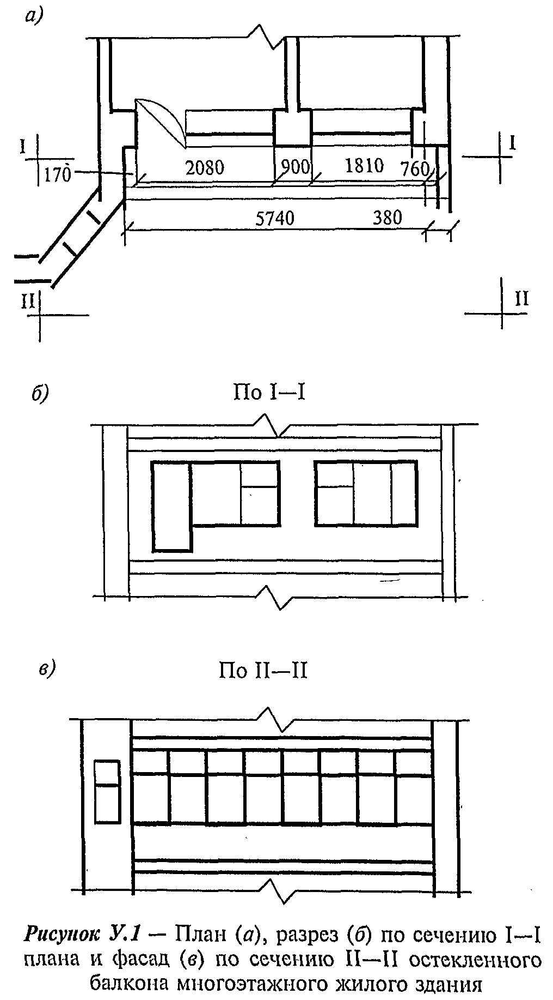 а)
I I
170 2080 900 1810 760
5740 380
II II
б) По I—I
в) По II—II
Рисунок У.1 — План (а), разрез (б) по сечению I—I
плана и фасад (в) по сечению II—II остекленного
балкона многоэтажного жилого здания